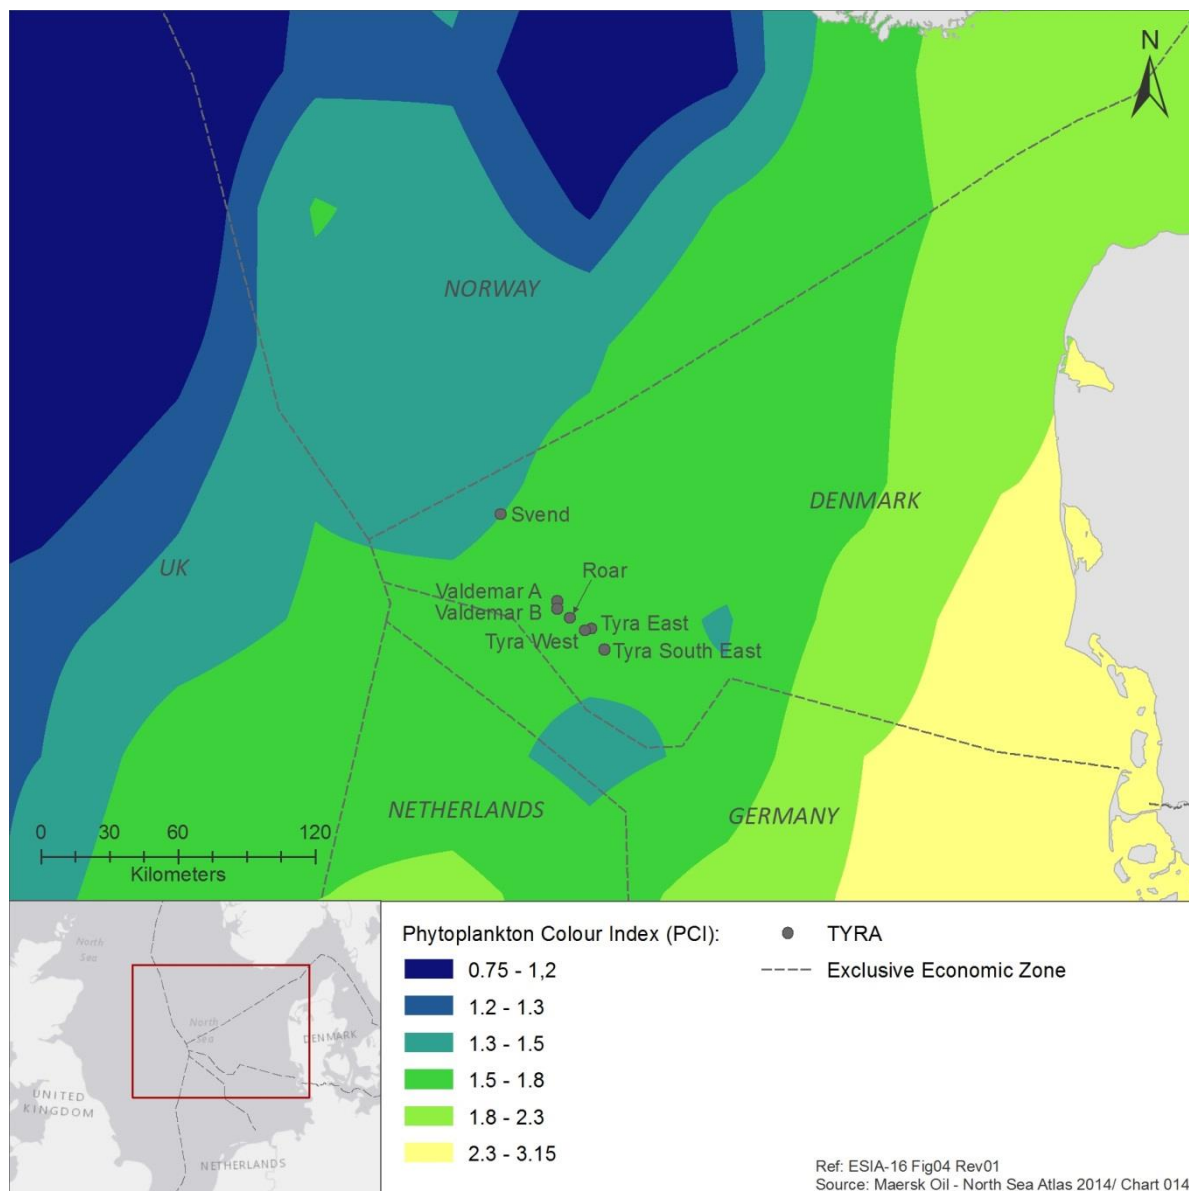 N
NORWAY
DENMARK
Svend
UK
Roar
Valdemar A
Valdemar B
Tyra East
Tyra West
Tyra South East
NETHERLANDS
GERMANY
0 30 60 120
Kilometers
North
Sea
North
Sea
DENMARK
UNITED
KINGDOM
NETHERLANDS
Phytoplankton Colour Index (PCI):
0.75 - 1,2
1.2 - 1.3
1.3 - 1.5
1.5 - 1.8
1.8 - 2.3
2.3 - 3.15
TYRA
Exclusive Economic Zone
Ref: ESIA-16 Fig04 Rev01
Source: Maersk Oil - North Sea Atlas 2014/ Chart 014